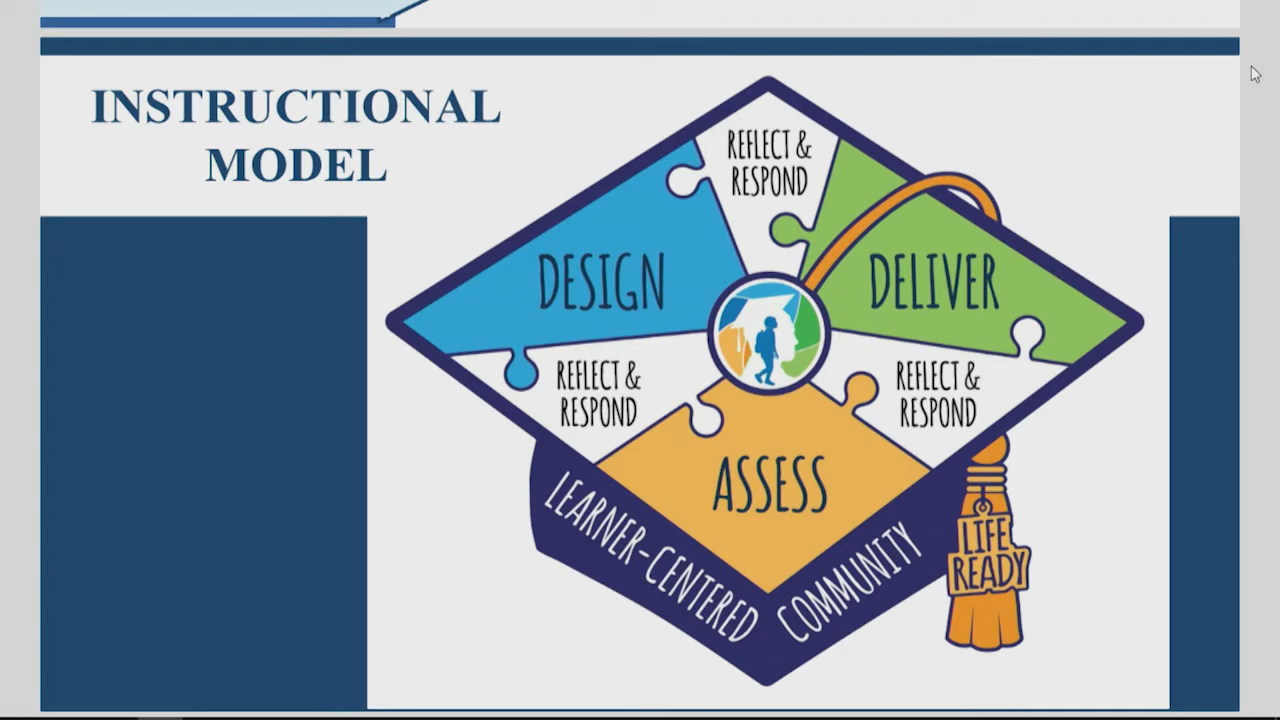 INSTRUCTIONAL
MODEL
REFLECT &
RESPOND
DESIGN
DELIVER
REFLECT &
RESPOND
REFLECT &
RESPOND
ASSESS
LEARNER-CENTERED
COMMUNITY
LIFE
READY